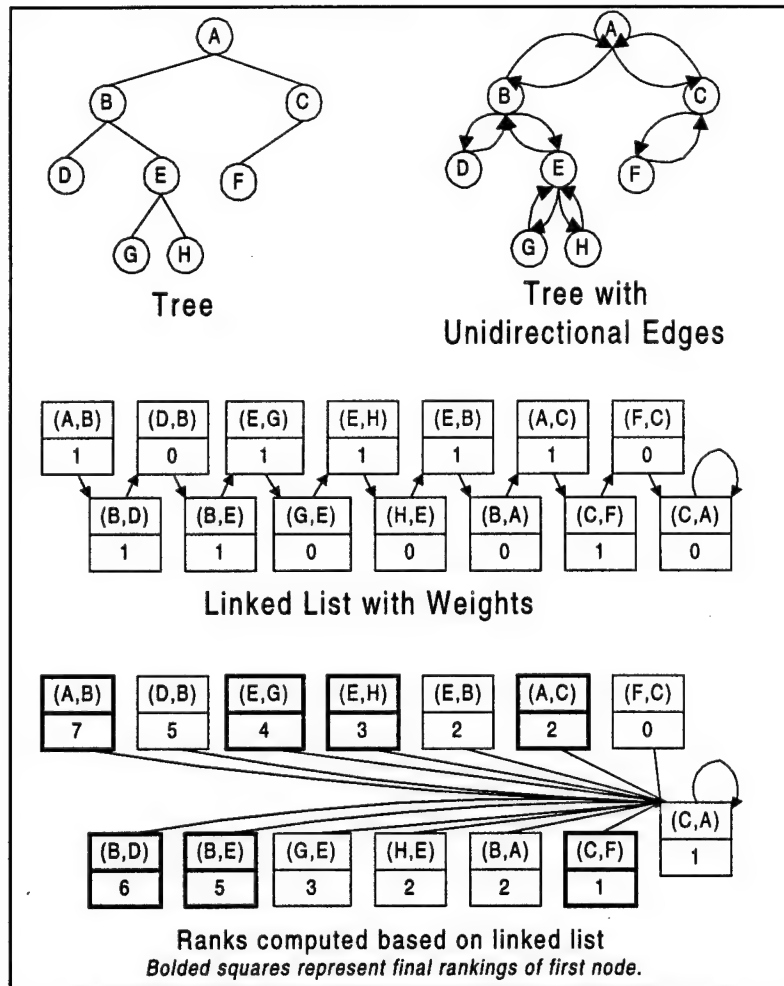 A
B C
D E F
G H
Tree
A
B C
D E F
G H
Tree with
Unidirectional Edges
(A,B) (D,B) (E,G) (E,H) (E,B) (A,C) (F,C)
1 0 1 1 1 1 0
(B,D) (B,E) (G,E) (H,E) (B,A) (C,F) (C,A)
1 1 0 0 0 1 0
Linked List with Weights
(A,B) (D,B) (E,G) (E,H) (E,B) (A,C) (F,C)
7 5 4 3 2 2 0
(C,A)
1
(B,D) (B,E) (G,E) (H,E) (B,A) (C,F)
6 5 3 2 2 1
Ranks computed based on linked list
Bolded squares represent final rankings of first node.